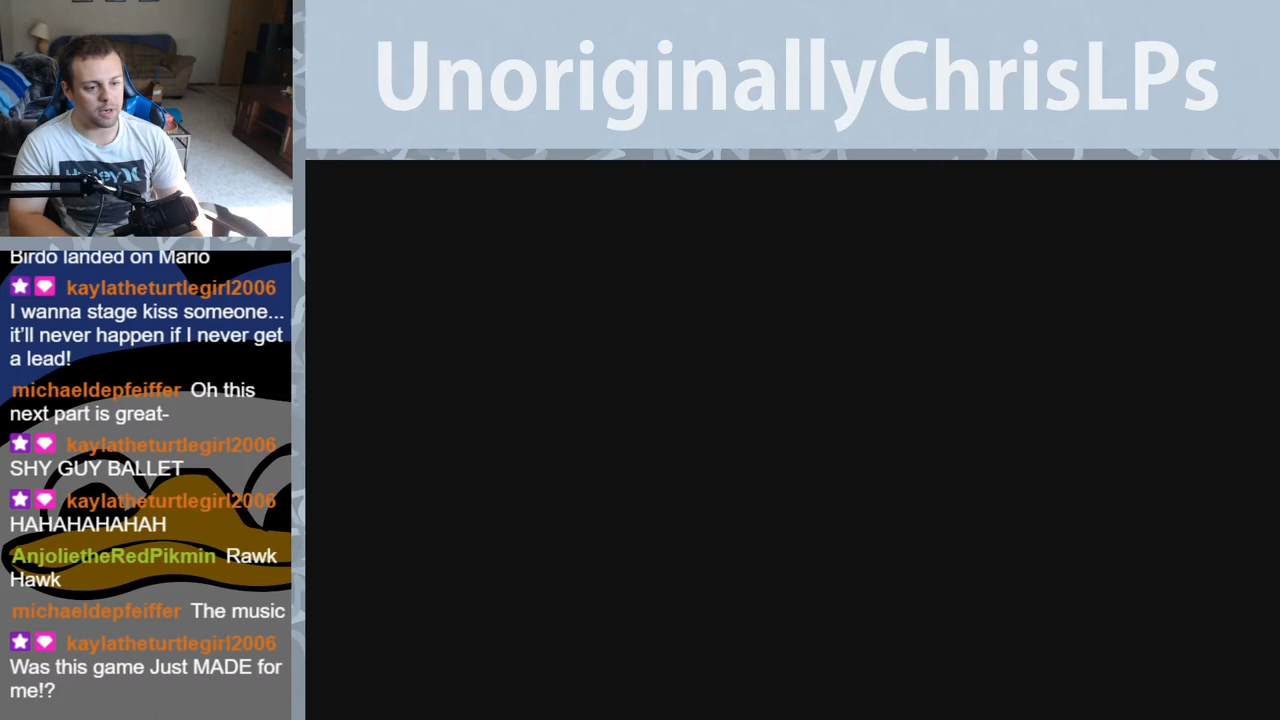 UnoriginallyChrisLPs
Hurley
Birdo landed on Mario
kaylatheturtlegirl2006
I wanna stage kiss someone...
it'll never happen if I never get
a lead!
michaeldepfeiffer Oh this
next part is great-
kaylatheturtlegirl2006
SHY GUY BALLET
kaylatheturtlegirl2006
HAHAHAHAHAH
AnjolietheRedPikmin Rawk
Hawk
michaeldepfeiffer The music
kaylatheturtlegirl2006
Was this game Just MADE for
me!?